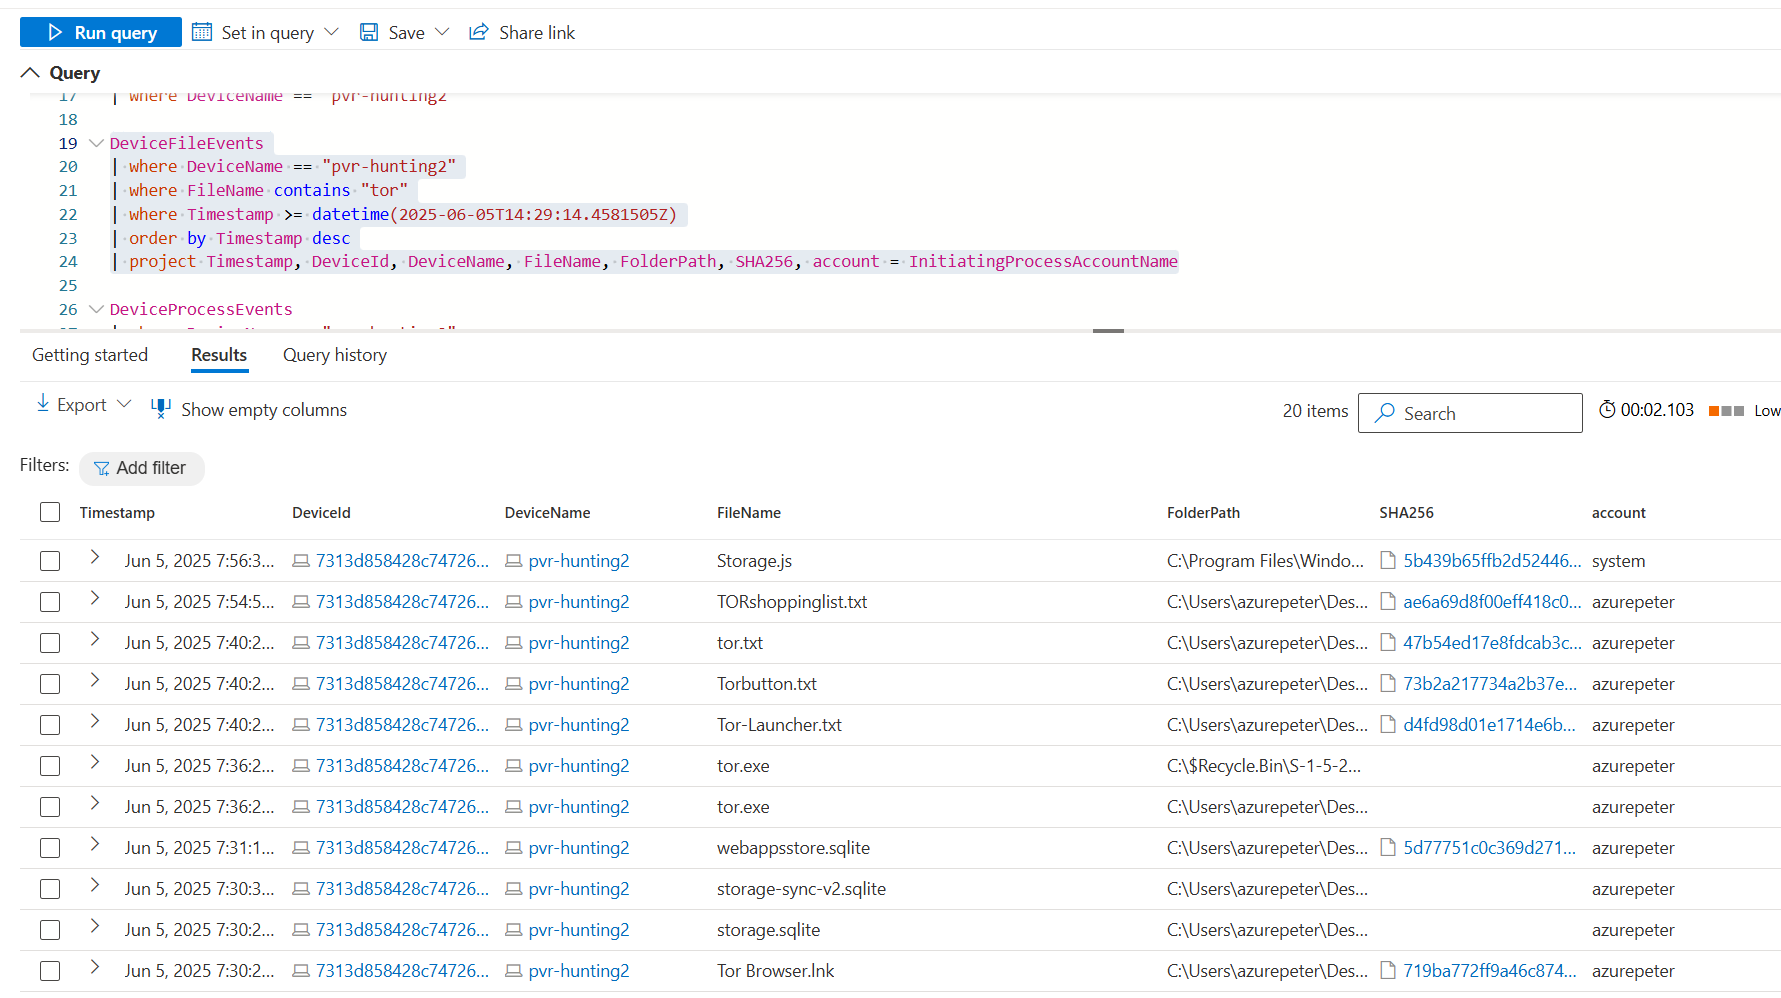 Run query Set in query Save Share link
Query
17 | where DeviceName == "pvr-hunting2"
18
19 DeviceFileEvents
20 | where DeviceName == "pvr-hunting2"
21 | where FileName contains "tor"
22 | where Timestamp >= datetime(2025-06-05T14:29:14.4581505Z)
23 | order by Timestamp desc
24 | project Timestamp, DeviceId, DeviceName, FileName, FolderPath, SHA256, account = InitiatingProcessAccountName
25
26 DeviceProcessEvents
Getting started Results Query history
Export Show empty columns 20 items Search 00:02.103 Low
Filters: Add filter
Timestamp DeviceId DeviceName FileName FolderPath SHA256 account
Jun 5, 2025 7:56:3... 7313d858428c74726... pvr-hunting2 Storage.js C:\Program Files\Windo... 5b439b65ffb2d52446... system
Jun 5, 2025 7:54:5... 7313d858428c74726... pvr-hunting2 TORshoppinglist.txt C:\Users\azurepeter\Des... ae6a69d8f00eff418c0... azurepeter
Jun 5, 2025 7:40:2... 7313d858428c74726... pvr-hunting2 tor.txt C:\Users\azurepeter\Des... 47b54ed17e8fdcab3c... azurepeter
Jun 5, 2025 7:40:2... 7313d858428c74726... pvr-hunting2 Torbutton.txt C:\Users\azurepeter\Des... 73b2a217734a2b37e... azurepeter
Jun 5, 2025 7:40:2... 7313d858428c74726... pvr-hunting2 Tor-Launcher.txt C:\Users\azurepeter\Des... d4fd98d01e1714e6b... azurepeter
Jun 5, 2025 7:36:2... 7313d858428c74726... pvr-hunting2 tor.exe C:\$Recycle.Bin\S-1-5-2... azurepeter
Jun 5, 2025 7:36:2... 7313d858428c74726... pvr-hunting2 tor.exe C:\Users\azurepeter\Des... azurepeter
Jun 5, 2025 7:31:1... 7313d858428c74726... pvr-hunting2 webappsstore.sqlite C:\Users\azurepeter\Des... 5d77751c0c369d271... azurepeter
Jun 5, 2025 7:30:3... 7313d858428c74726... pvr-hunting2 storage-sync-v2.sqlite C:\Users\azurepeter\Des... azurepeter
Jun 5, 2025 7:30:2... 7313d858428c74726... pvr-hunting2 storage.sqlite C:\Users\azurepeter\Des... azurepeter
Jun 5, 2025 7:30:2... 7313d858428c74726... pvr-hunting2 Tor Browser.lnk C:\Users\azurepeter\Des... 719ba772ff9a46c874... azurepeter